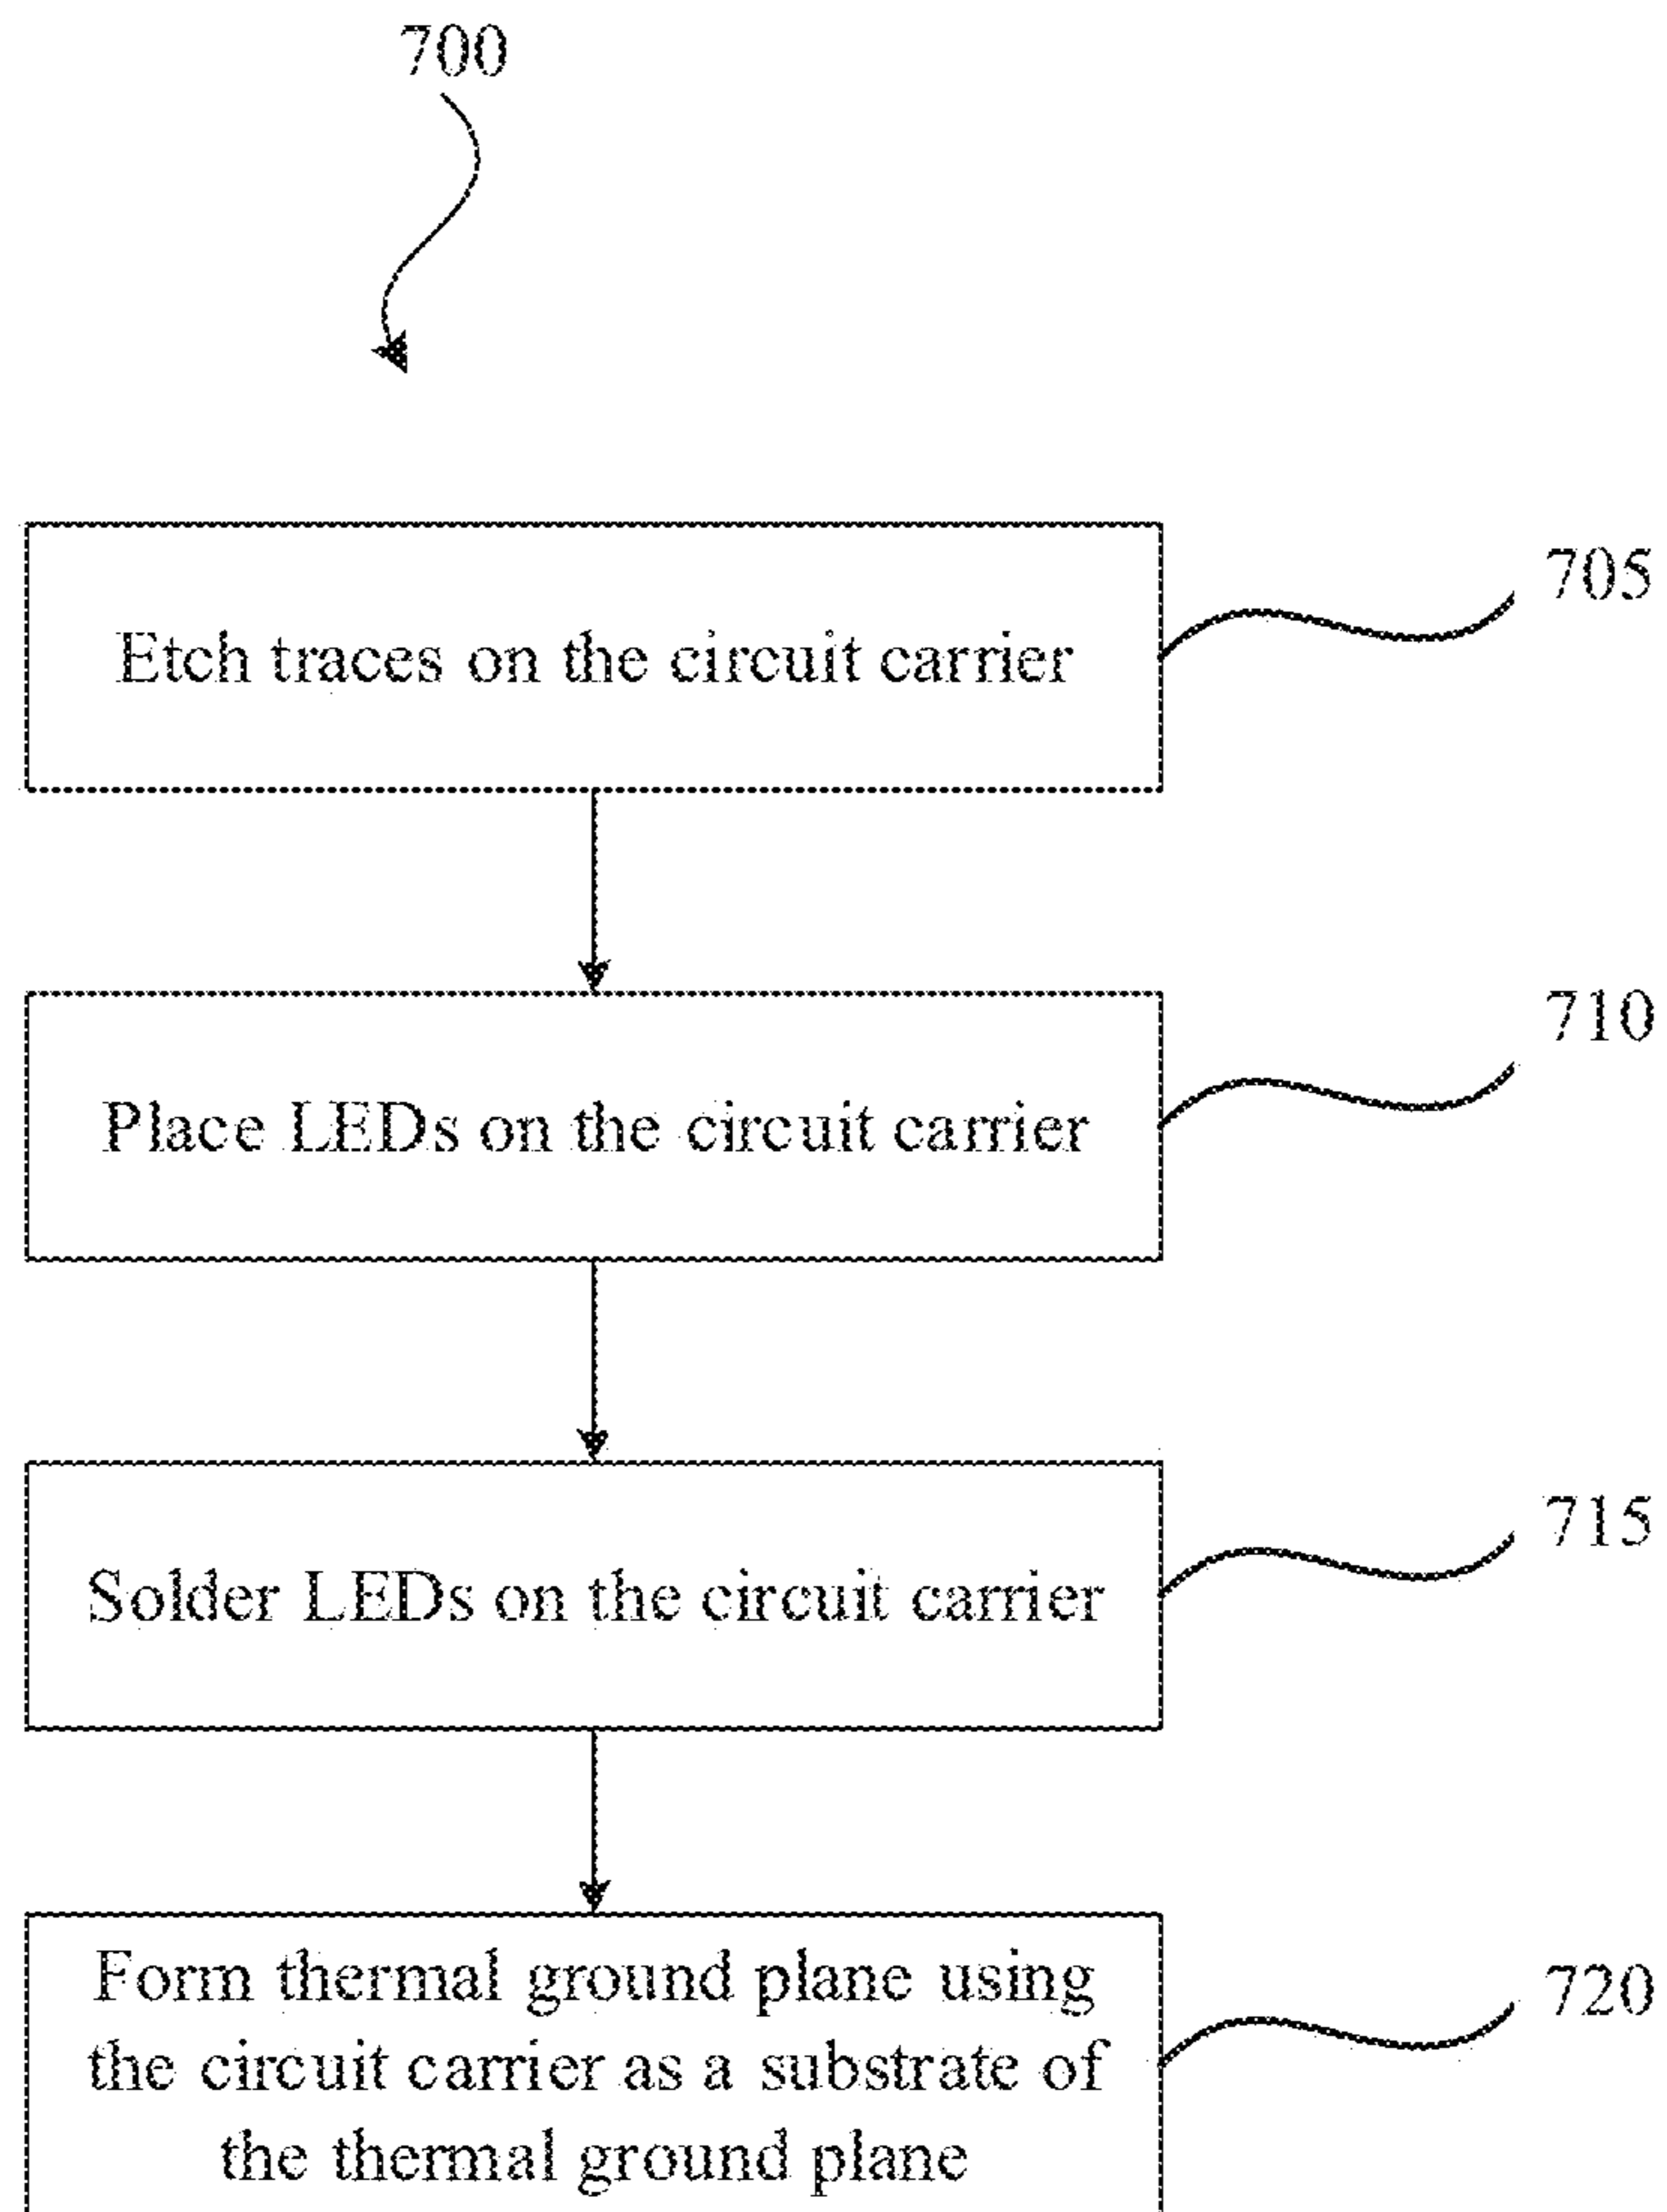 700
Etch traces on the circuit carrier
705
Place LEDs on the circuit carrier
710
Solder LEDs on the circuit carrier
715
Form thermal ground plane using
the circuit carrier as a substrate of
the thermal ground plane
720